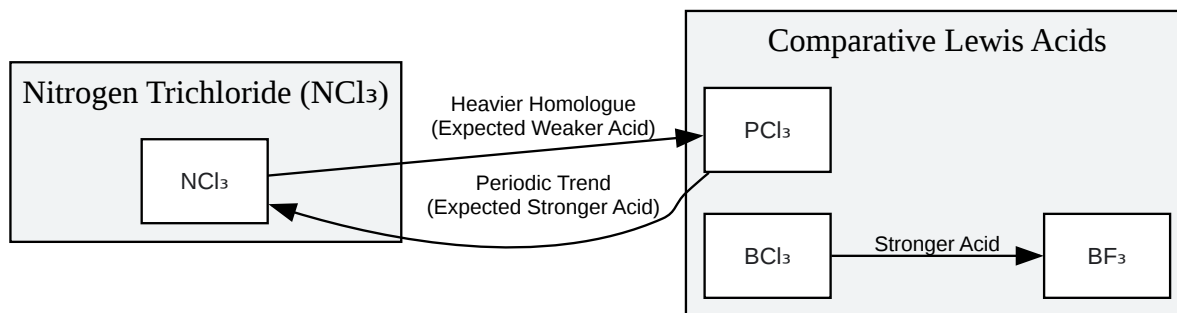 Comparative Lewis Acids
Nitrogen Trichloride (NCl₃)
Heavier Homologue
(Expected Weaker Acid)
PCl₃
NCl₃
Periodic Trend
(Expected Stronger Acid)
BCl₃
Stronger Acid
BF₃